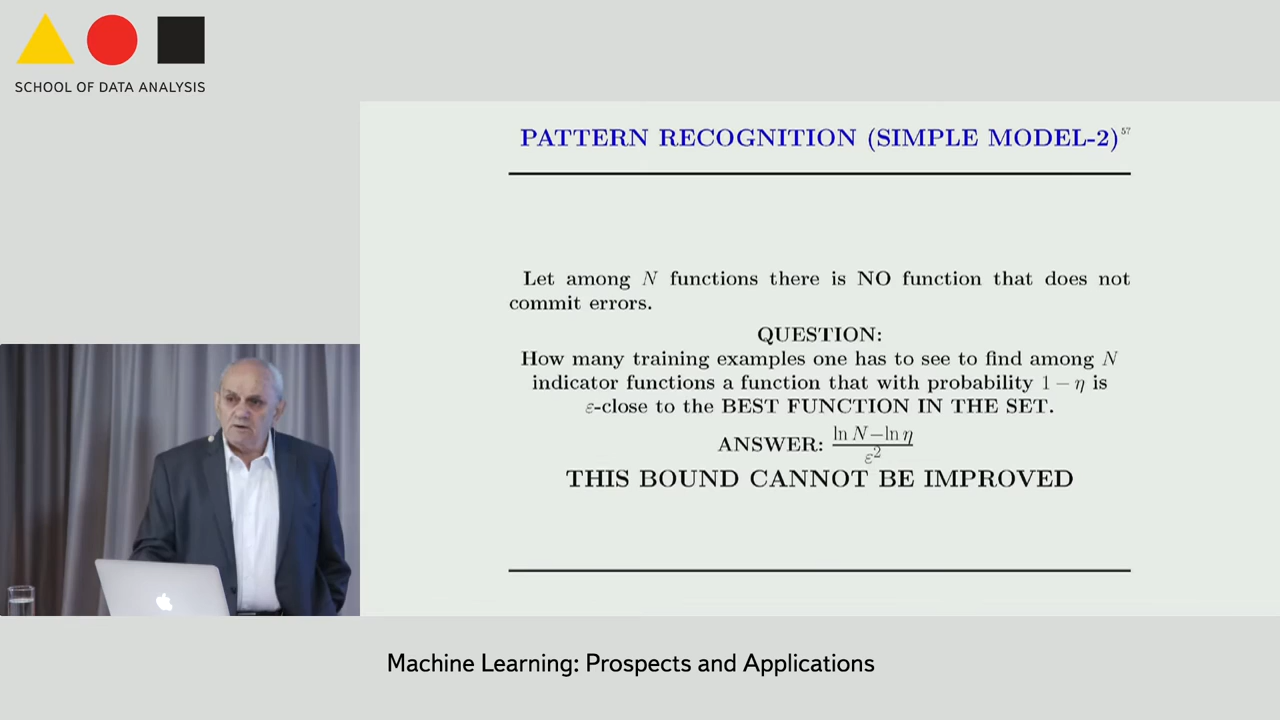 SCHOOL OF DATA ANALYSIS
PATTERN RECOGNITION (SIMPLE MODEL-2)⁵⁷
Let among N functions there is NO function that does not
commit errors.
QUESTION:
How many training examples one has to see to find among N
indicator functions a function that with probability 1 − η is
ε-close to the BEST FUNCTION IN THE SET.
ANSWER: (ln N−ln η)/ε²
THIS BOUND CANNOT BE IMPROVED
Machine Learning: Prospects and Applications